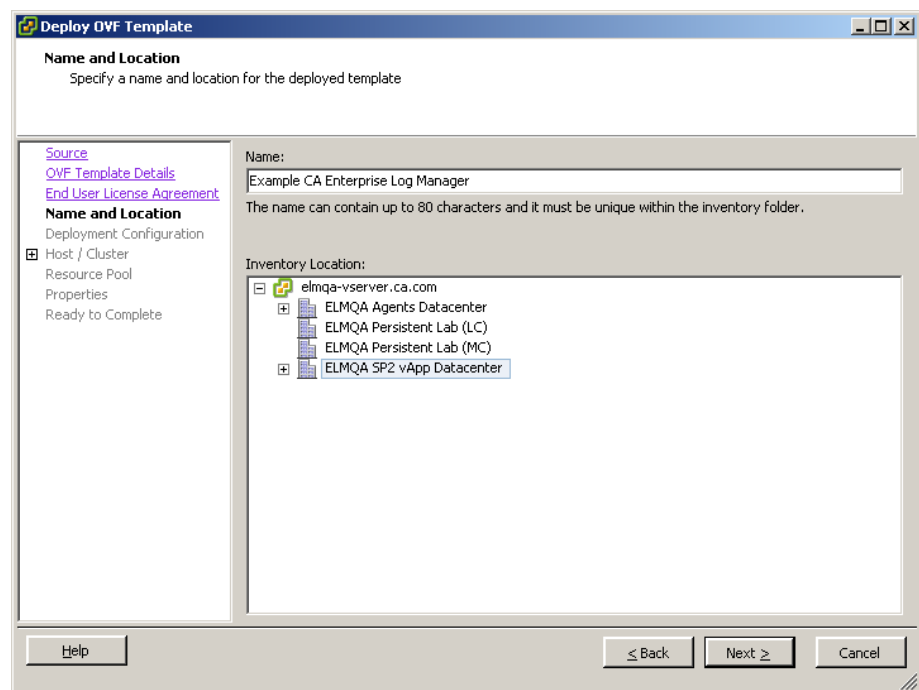 Deploy OVF Template
Name and Location
Specify a name and location for the deployed template
Source
OVF Template Details
End User License Agreement
Name and Location
Deployment Configuration
Host / Cluster
Resource Pool
Properties
Ready to Complete
Name:
Example CA Enterprise Log Manager
The name can contain up to 80 characters and it must be unique within the inventory folder.
Inventory Location:
elmqa-vserver.ca.com
ELMQA Agents Datacenter
ELMQA Persistent Lab (LC)
ELMQA Persistent Lab (MC)
ELMQA SP2 vApp Datacenter
Help
< Back
Next >
Cancel